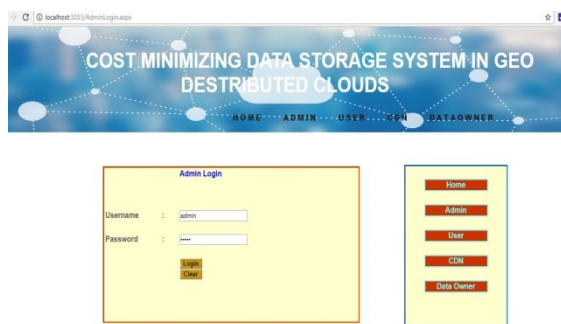 localhost:1035/AdminLogin.aspx
COST MINIMIZING DATA STORAGE SYSTEM IN GEO
DESTRIBUTED CLOUDS
HOME ADMIN USER CDN DATAOWNER
Admin Login
Username : admin
Password : •••••
Login
Clear
Home
Admin
User
CDN
Data Owner